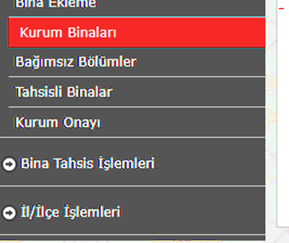 Bina Ekleme
Kurum Binaları
Bağımsız Bölümler
Tahsisli Binalar
Kurum Onayı
Bina Tahsis İşlemleri
İl/İlçe İşlemleri